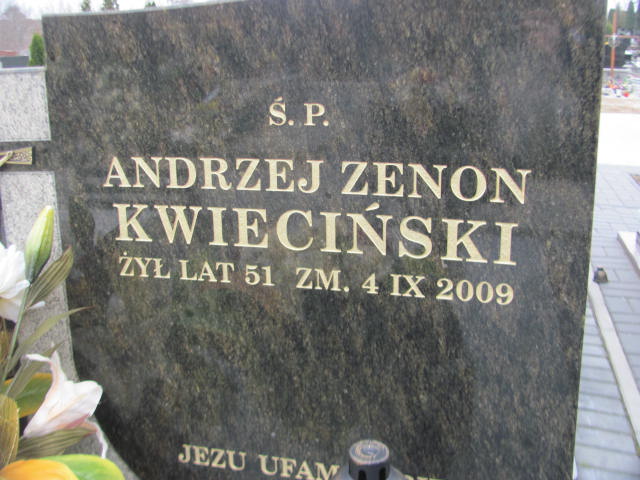 Ś. P.
ANDRZEJ ZENON
KWIECIŃSKI
ŻYŁ LAT 51 ZM. 4 IX 2009
JEZU UFAM